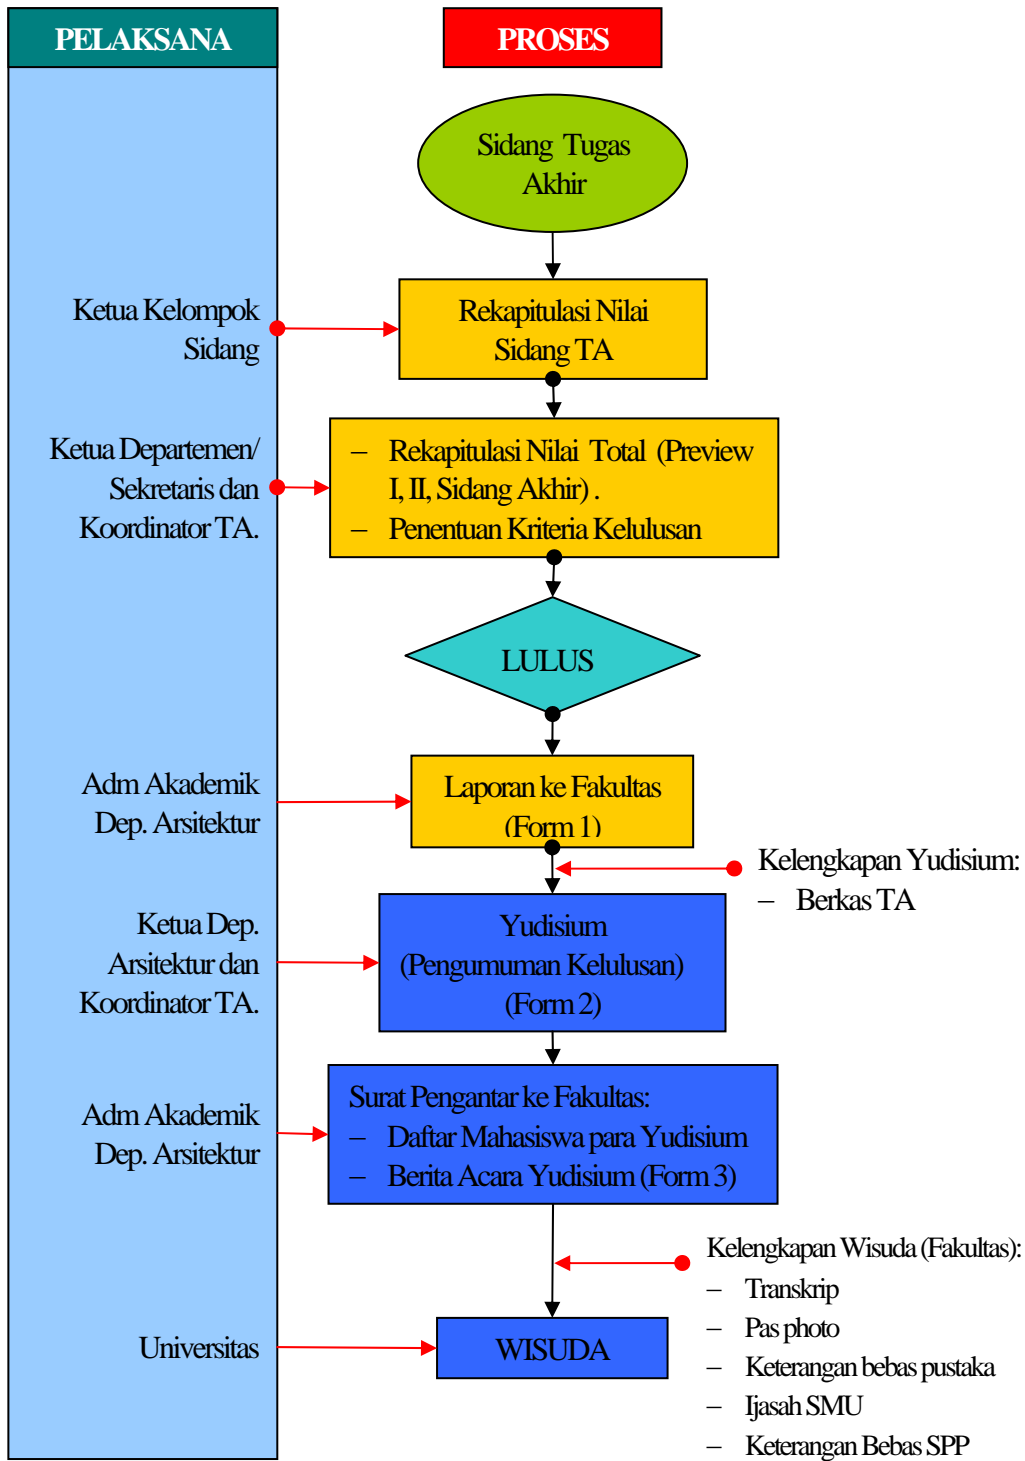 PELAKSANA
PROSES
Sidang Tugas
Akhir
Ketua Kelompok
Sidang
Rekapitulasi Nilai
Sidang TA
Ketua Departemen/
Sekretaris dan
Koordinator TA.
– Rekapitulasi Nilai Total (Preview
I, II, Sidang Akhir) .
– Penentuan Kriteria Kelulusan
LULUS
Adm Akademik
Dep. Arsitektur
Laporan ke Fakultas
(Form 1)
Kelengkapan Yudisium:
– Berkas TA
Ketua Dep.
Arsitektur dan
Koordinator TA.
Yudisium
(Pengumuman Kelulusan)
(Form 2)
Adm Akademik
Dep. Arsitektur
Surat Pengantar ke Fakultas:
– Daftar Mahasiswa para Yudisium
– Berita Acara Yudisium (Form 3)
Kelengkapan Wisuda (Fakultas):
– Transkrip
– Pas photo
– Keterangan bebas pustaka
– Ijasah SMU
– Keterangan Bebas SPP
Universitas
WISUDA